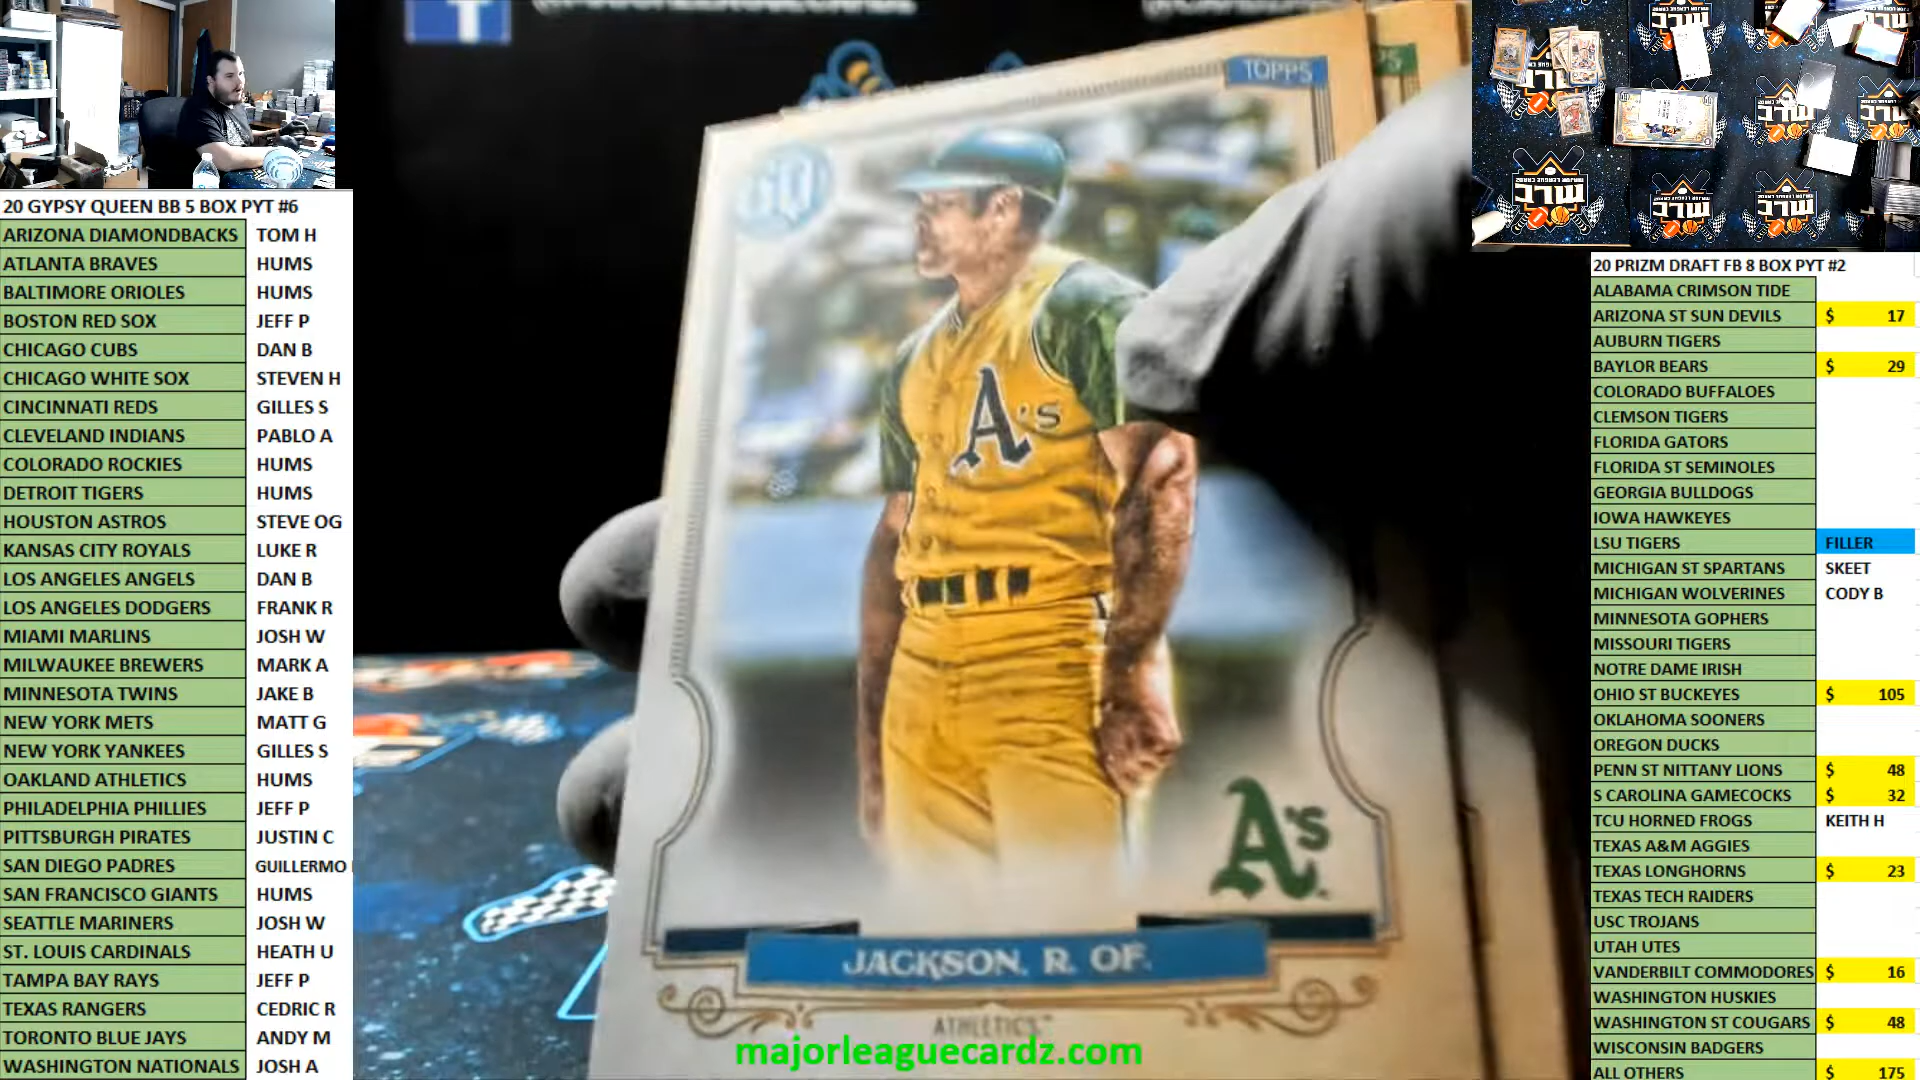 20 GYPSY QUEEN BB 5 BOX PYT #6
ARIZONA DIAMONDBACKS TOM H
ATLANTA BRAVES HUMS
BALTIMORE ORIOLES HUMS
BOSTON RED SOX JEFF P
CHICAGO CUBS DAN B
CHICAGO WHITE SOX STEVEN H
CINCINNATI REDS GILLES S
CLEVELAND INDIANS PABLO A
COLORADO ROCKIES HUMS
DETROIT TIGERS HUMS
HOUSTON ASTROS STEVE OG
KANSAS CITY ROYALS LUKE R
LOS ANGELES ANGELS DAN B
LOS ANGELES DODGERS FRANK R
MIAMI MARLINS JOSH W
MILWAUKEE BREWERS MARK A
MINNESOTA TWINS JAKE B
NEW YORK METS MATT G
NEW YORK YANKEES GILLES S
OAKLAND ATHLETICS HUMS
PHILADELPHIA PHILLIES JEFF P
PITTSBURGH PIRATES JUSTIN C
SAN DIEGO PADRES GUILLERMO
SAN FRANCISCO GIANTS HUMS
SEATTLE MARINERS JOSH W
ST. LOUIS CARDINALS HEATH U
TAMPA BAY RAYS JEFF P
TEXAS RANGERS CEDRIC R
TORONTO BLUE JAYS ANDY M
WASHINGTON NATIONALS JOSH A
f
TOPPS
GQ
A's
A's
JACKSON, R. OF.
ATHLETICS™
majorleaguecardz.com
20 PRIZM DRAFT FB 8 BOX PYT #2
ALABAMA CRIMSON TIDE
ARIZONA ST SUN DEVILS $ 17
AUBURN TIGERS
BAYLOR BEARS $ 29
COLORADO BUFFALOES
CLEMSON TIGERS
FLORIDA GATORS
FLORIDA ST SEMINOLES
GEORGIA BULLDOGS
IOWA HAWKEYES
LSU TIGERS FILLER
MICHIGAN ST SPARTANS SKEET
MICHIGAN WOLVERINES CODY B
MINNESOTA GOPHERS
MISSOURI TIGERS
NOTRE DAME IRISH
OHIO ST BUCKEYES $ 105
OKLAHOMA SOONERS
OREGON DUCKS
PENN ST NITTANY LIONS $ 48
S CAROLINA GAMECOCKS $ 32
TCU HORNED FROGS KEITH H
TEXAS A&M AGGIES
TEXAS LONGHORNS $ 23
TEXAS TECH RAIDERS
USC TROJANS
UTAH UTES
VANDERBILT COMMODORES $ 16
WASHINGTON HUSKIES
WASHINGTON ST COUGARS $ 48
WISCONSIN BADGERS
ALL OTHERS $ 175